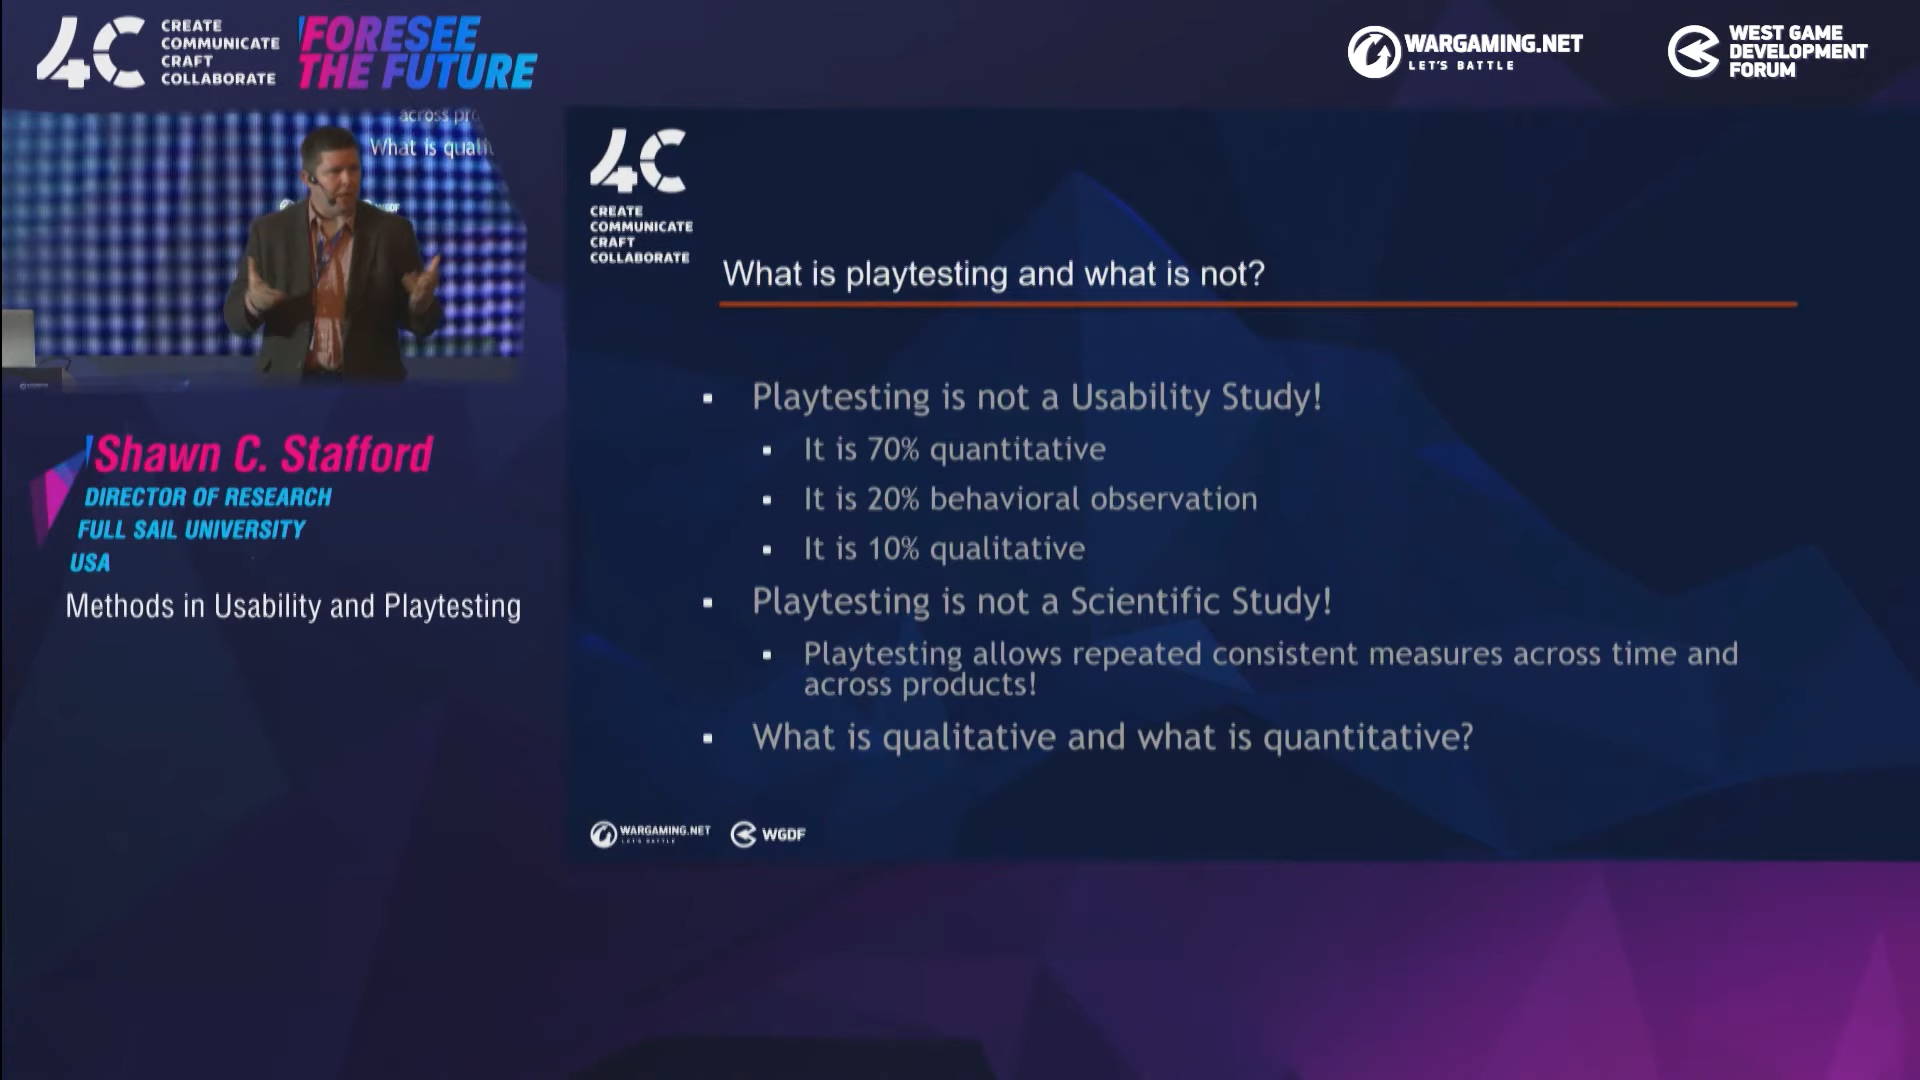 4C
CREATE
COMMUNICATE
CRAFT
COLLABORATE
FORESEE
THE FUTURE
WARGAMING.NET
LET'S BATTLE
WEST GAME
DEVELOPMENT
FORUM
across
What is
Shawn C. Stafford
DIRECTOR OF RESEARCH
FULL SAIL UNIVERSITY
USA
Methods in Usability and Playtesting
4C
CREATE
COMMUNICATE
CRAFT
COLLABORATE
What is playtesting and what is not?
Playtesting is not a Usability Study!
It is 70% quantitative
It is 20% behavioral observation
It is 10% qualitative
Playtesting is not a Scientific Study!
Playtesting allows repeated consistent measures across time and
across products!
What is qualitative and what is quantitative?
WARGAMING.NET
LET'S BATTLE
WGDF